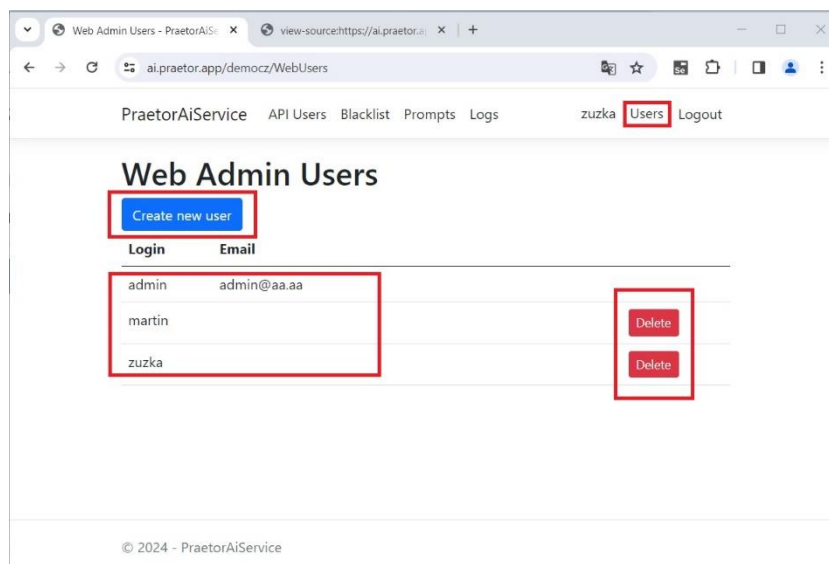 Web Admin Users - PraetorAiSe
view-source:https://ai.praetor.a
ai.praetor.app/democz/WebUsers
PraetorAiService API Users Blacklist Prompts Logs zuzka Users Logout
Web Admin Users
Create new user
Login Email
admin admin@aa.aa
martin Delete
zuzka Delete
© 2024 - PraetorAiService